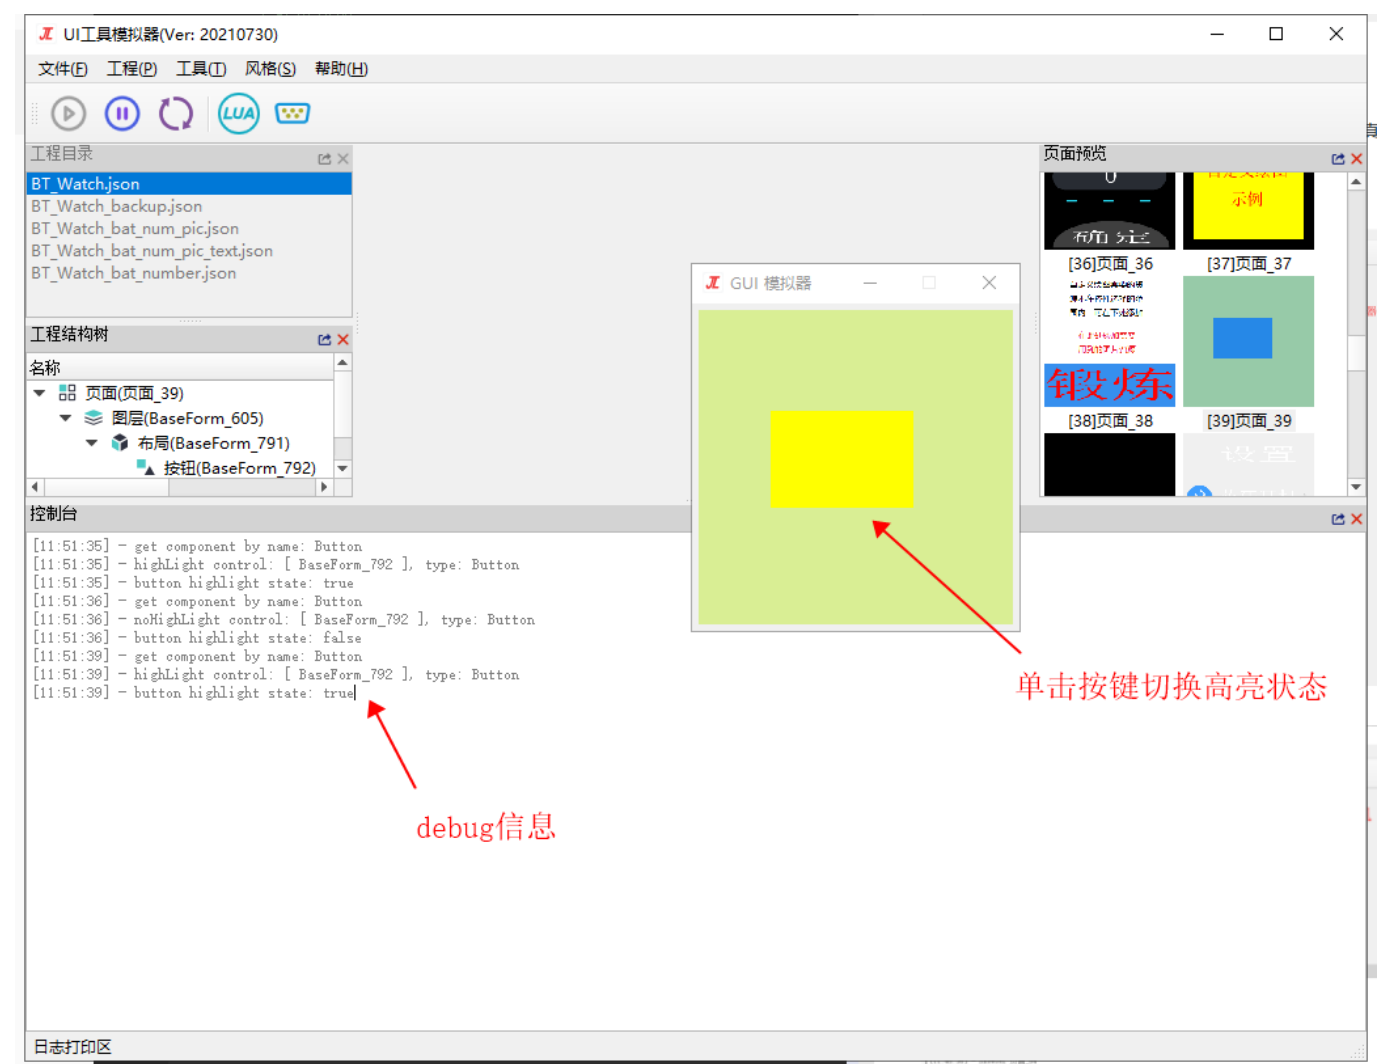 UI工具模拟器(Ver: 20210730)
文件(F) 工程(P) 工具(T) 风格(S) 帮助(H)
LUA
工程目录
BT_Watch.json
BT_Watch_backup.json
BT_Watch_bat_num_pic.json
BT_Watch_bat_num_pic_text.json
BT_Watch_bat_number.json
工程结构树
名称
页面(页面_39)
图层(BaseForm_605)
布局(BaseForm_791)
按钮(BaseForm_792)
GUI 模拟器
页面预览
0
示例
[36]页面_36
[37]页面_37
锻炼
[38]页面_38
[39]页面_39
设置
控制台
[11:51:35] - get component by name: Button
[11:51:35] - highLight control: [ BaseForm_792 ], type: Button
[11:51:35] - button highlight state: true
[11:51:36] - get component by name: Button
[11:51:36] - noHighLight control: [ BaseForm_792 ], type: Button
[11:51:36] - button highlight state: false
[11:51:39] - get component by name: Button
[11:51:39] - highLight control: [ BaseForm_792 ], type: Button
[11:51:39] - button highlight state: true
单击按键切换高亮状态
debug信息
日志打印区